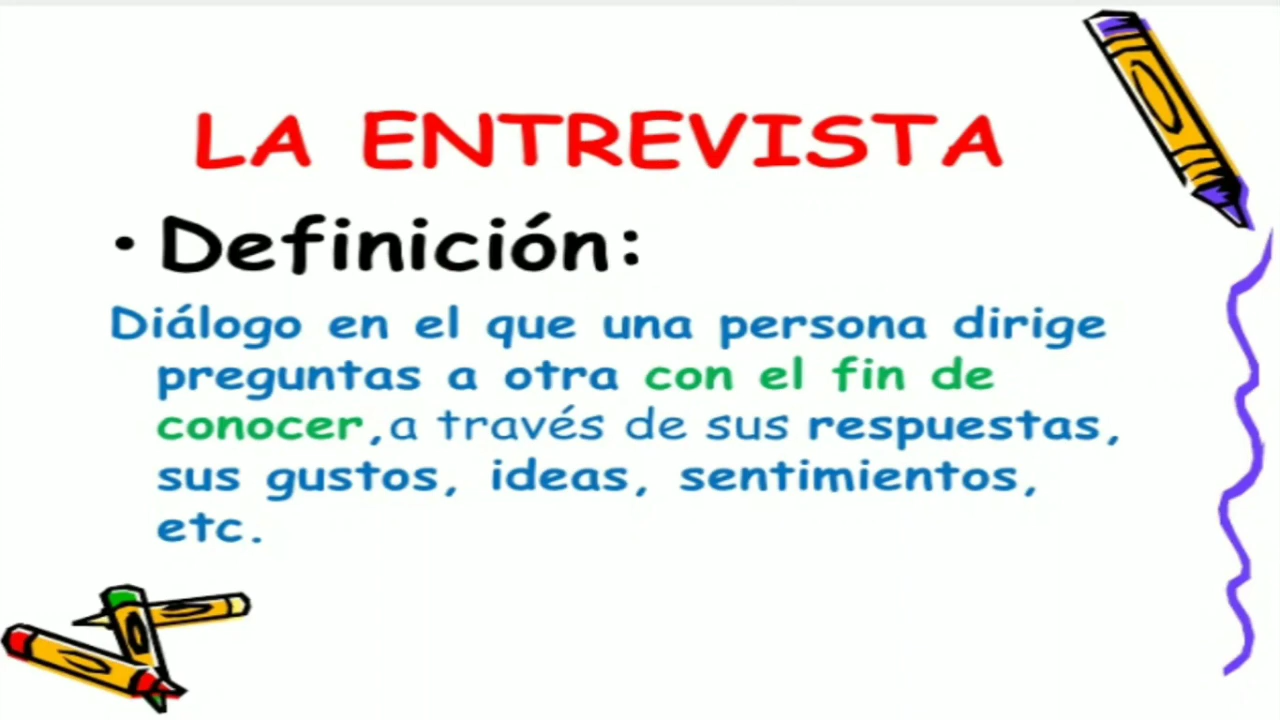 LA ENTREVISTA
• Definición:
Diálogo en el que una persona dirige
preguntas a otra con el fin de
conocer,a través de sus respuestas,
sus gustos, ideas, sentimientos,
etc.